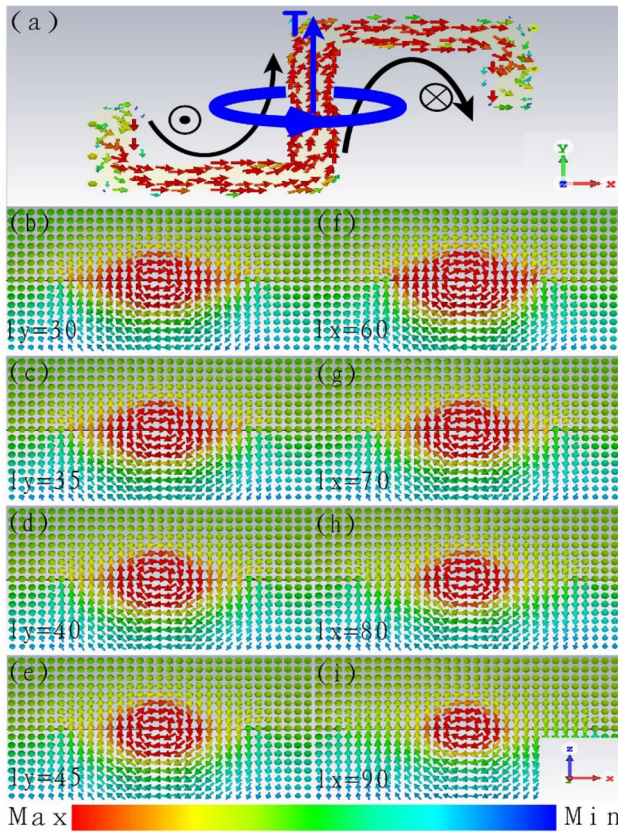 (a)
T
Y
z x
(b) (f)
ly=30 lx=60
(c) (g)
ly=35 lx=70
(d) (h)
ly=40 lx=80
(e) (i)
ly=45 lx=90
z
x
Max Min